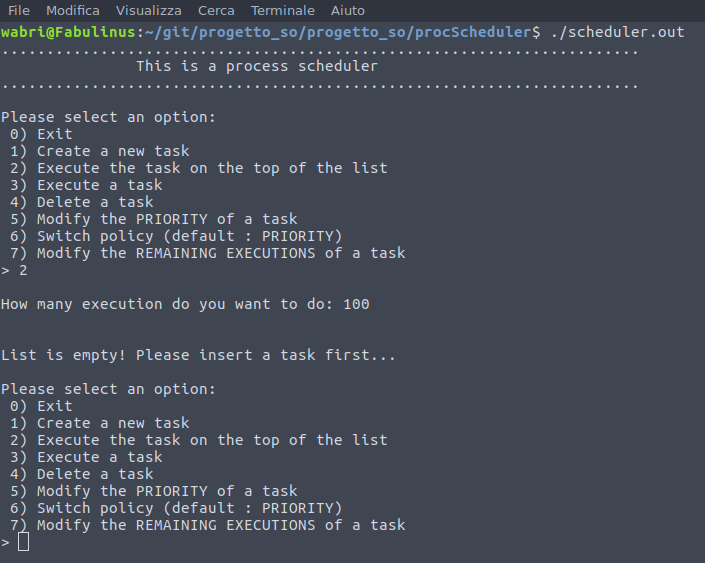 File Modifica Visualizza Cerca Terminale Aiuto
wabri@Fabulinus:~/git/progetto_so/progetto_so/procScheduler$ ./scheduler.out
.......................................................................
This is a process scheduler
.......................................................................
Please select an option:
0) Exit
1) Create a new task
2) Execute the task on the top of the list
3) Execute a task
4) Delete a task
5) Modify the PRIORITY of a task
6) Switch policy (default : PRIORITY)
7) Modify the REMAINING EXECUTIONS of a task
> 2
How many execution do you want to do: 100
List is empty! Please insert a task first...
Please select an option:
0) Exit
1) Create a new task
2) Execute the task on the top of the list
3) Execute a task
4) Delete a task
5) Modify the PRIORITY of a task
6) Switch policy (default : PRIORITY)
7) Modify the REMAINING EXECUTIONS of a task
>